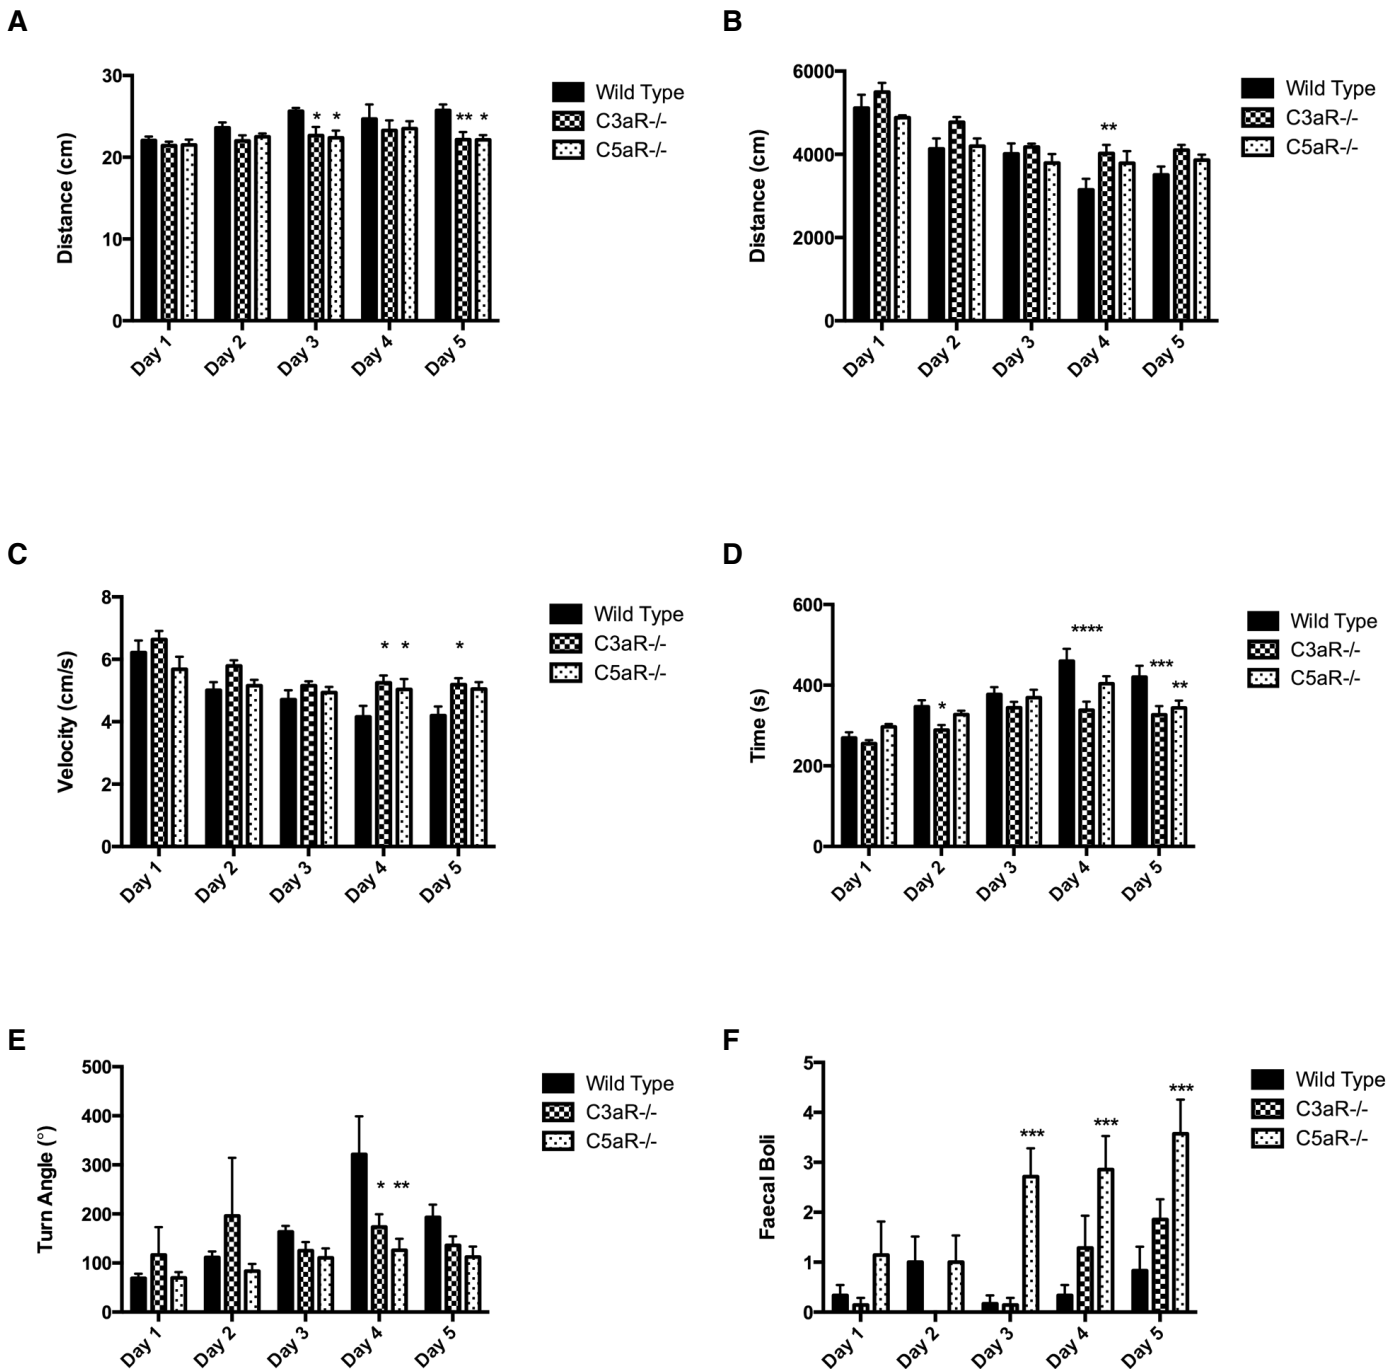 A
Distance (cm)
30
20
10
0
* *
** *
Day 1 Day 2 Day 3 Day 4 Day 5
Wild Type
C3aR-/-
C5aR-/-
B
Distance (cm)
6000
4000
2000
0
**
Day 1 Day 2 Day 3 Day 4 Day 5
Wild Type
C3aR-/-
C5aR-/-
C
Velocity (cm/s)
8
6
4
2
0
* * *
Day 1 Day 2 Day 3 Day 4 Day 5
Wild Type
C3aR-/-
C5aR-/-
D
Time (s)
600
400
200
0
*
****
***
**
Day 1 Day 2 Day 3 Day 4 Day 5
Wild Type
C3aR-/-
C5aR-/-
E
Turn Angle (°)
500
400
300
200
100
0
* **
Day 1 Day 2 Day 3 Day 4 Day 5
Wild Type
C3aR-/-
C5aR-/-
F
Faecal Boli
5
4
3
2
1
0
***
***
***
Day 1 Day 2 Day 3 Day 4 Day 5
Wild Type
C3aR-/-
C5aR-/-